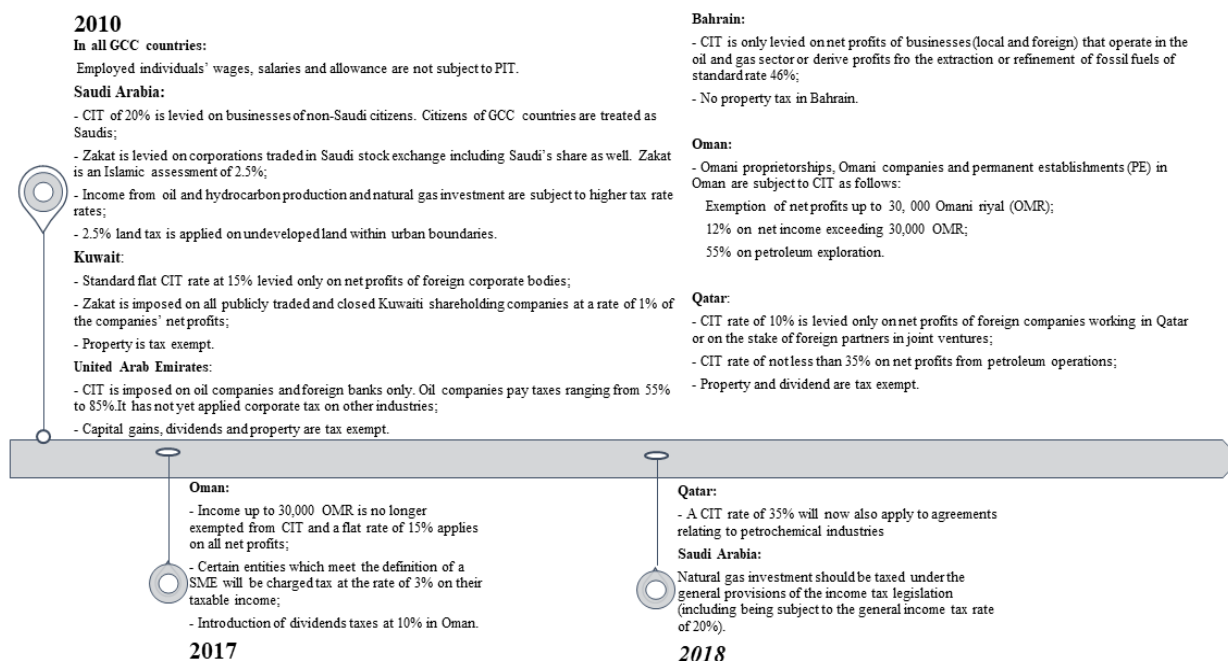 2010
In all GCC countries:
Employed individuals’ wages, salaries and allowance are not subject to PIT.
Saudi Arabia:
- CIT of 20% is levied on businesses of non-Saudi citizens. Citizens of GCC countries are treated as
Saudis;
- Zakat is levied on corporations traded in Saudi stock exchange including Saudi’s share as well. Zakat
is an Islamic assessment of 2.5%;
- Income from oil and hydrocarbon production and natural gas investment are subject to higher tax rate
rates;
- 2.5% land tax is applied on undeveloped land within urban boundaries.
Kuwait:
- Standard flat CIT rate at 15% levied only on net profits of foreign corporate bodies;
- Zakat is imposed on all publicly traded and closed Kuwaiti shareholding companies at a rate of 1% of
the companies’ net profits;
- Property is tax exempt.
United Arab Emirates:
- CIT is imposed on oil companies and foreign banks only. Oil companies pay taxes ranging from 55%
to 85%.It has not yet applied corporate tax on other industries;
- Capital gains, dividends and property are tax exempt.
Bahrain:
- CIT is only levied on net profits of businesses (local and foreign) that operate in the
oil and gas sector or derive profits fro the extraction or refinement of fossil fuels of
standard rate 46%;
- No property tax in Bahrain.
Oman:
- Omani proprietorships, Omani companies and permanent establishments (PE) in
Oman are subject to CIT as follows:
Exemption of net profits up to 30, 000 Omani riyal (OMR);
12% on net income exceeding 30,000 OMR;
55% on petroleum exploration.
Qatar:
- CIT rate of 10% is levied only on net profits of foreign companies working in Qatar
or on the stake of foreign partners in joint ventures;
- CIT rate of not less than 35% on net profits from petroleum operations;
- Property and dividend are tax exempt.
Oman:
- Income up to 30,000 OMR is no longer
exempted from CIT and a flat rate of 15% applies
on all net profits;
- Certain entities which meet the definition of a
SME will be charged tax at the rate of 3% on their
taxable income;
- Introduction of dividends taxes at 10% in Oman.
2017
Qatar:
- A CIT rate of 35% will now also apply to agreements
relating to petrochemical industries
Saudi Arabia:
Natural gas investment should be taxed under the
general provisions of the income tax legislation
(including being subject to the general income tax rate
of 20%).
2018